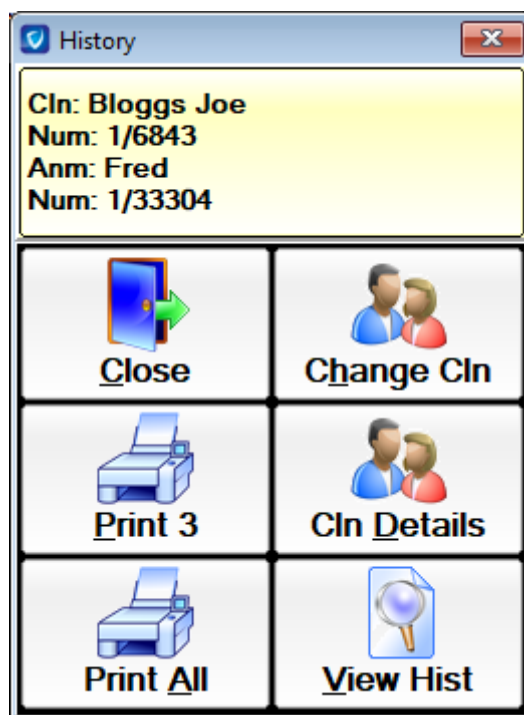 History
Cln: Bloggs Joe
Num: 1/6843
Anm: Fred
Num: 1/33304
Close
Change Cln
Print 3
Cln Details
Print All
View Hist